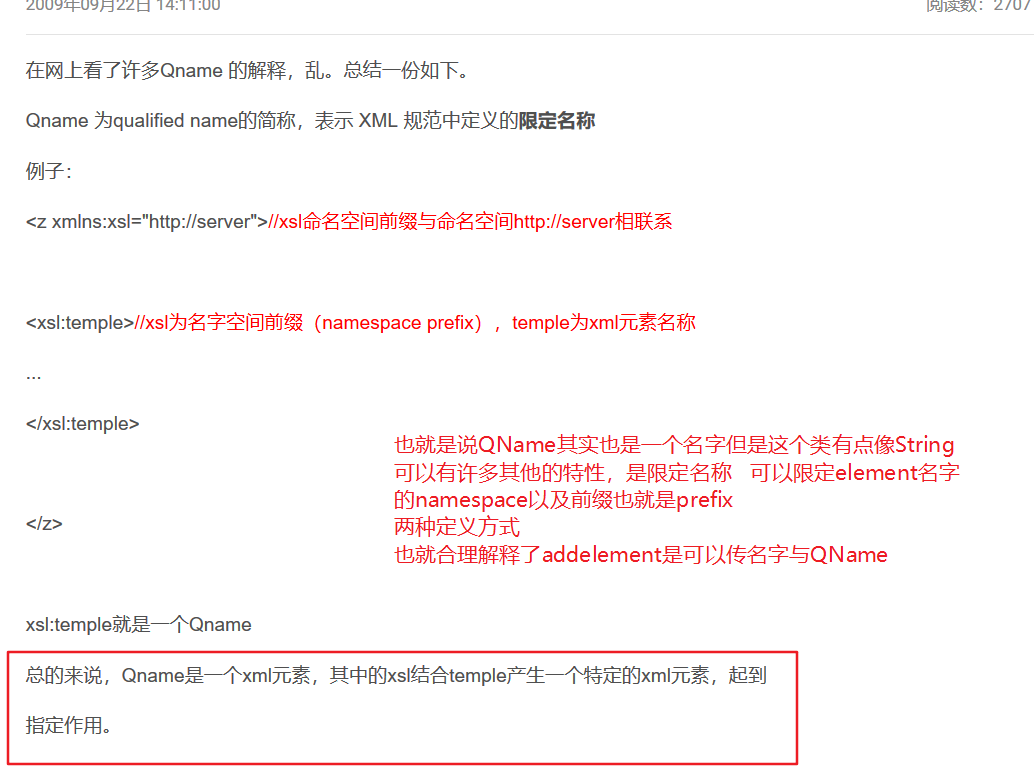 2009年09月22日 14:11:00
阅读数：2707
在网上看了许多Qname 的解释，乱。总结一份如下。
Qname 为qualified name的简称，表示 XML 规范中定义的限定名称
例子：
<z xmlns:xsl="http://server">//xsl命名空间前缀与命名空间http://server相联系
<xsl:temple>//xsl为名字空间前缀（namespace prefix），temple为xml元素名称
...
</xsl:temple>
也就是说QName其实也是一个名字但是这个类有点像String
可以有许多其他的特性，是限定名称 可以限定element名字
的namespace以及前缀也就是prefix
两种定义方式
也就合理解释了addelement是可以传名字与QName
</z>
xsl:temple就是一个Qname
总的来说，Qname是一个xml元素，其中的xsl结合temple产生一个特定的xml元素，起到
指定作用。